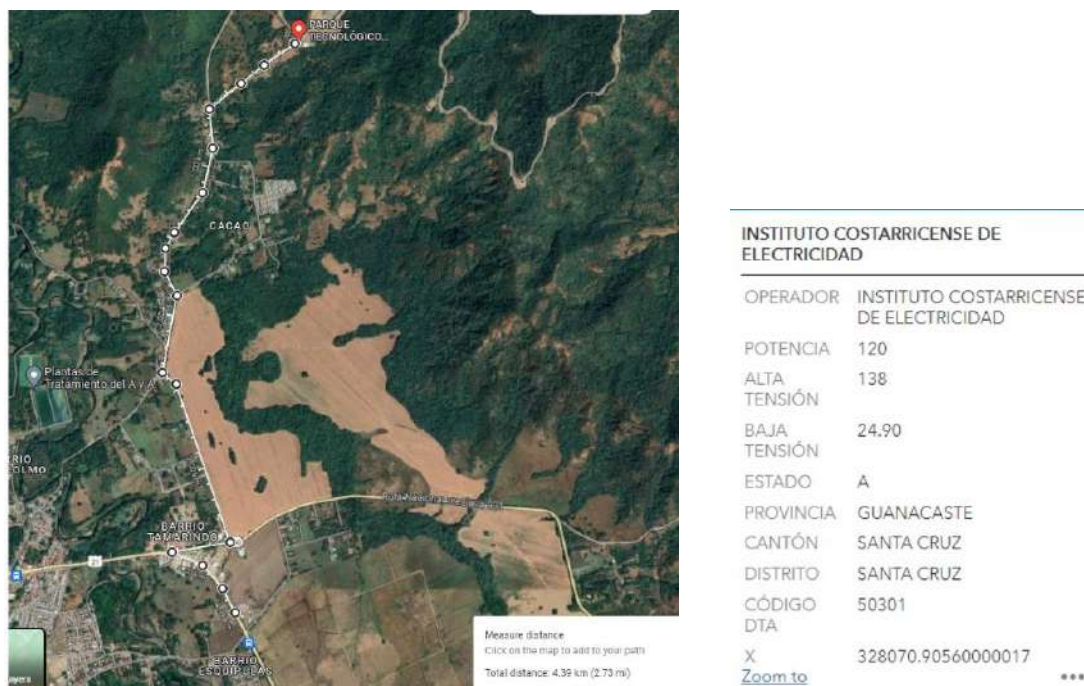 PARQUE
TECNOLÓGICO...
CACAO
Plantas de
Tratamiento del A y A
BARRIO
TAMARINDO
21
BARRIO
ESQUIPULAS
Measure distance
Click on the map to add to your path
Total distance: 4.39 km (2.73 mi)
INSTITUTO COSTARRICENSE DE
ELECTRICIDAD
OPERADOR INSTITUTO COSTARRICENSE
DE ELECTRICIDAD
POTENCIA 120
ALTA
TENSIÓN 138
BAJA
TENSIÓN 24.90
ESTADO A
PROVINCIA GUANACASTE
CANTÓN SANTA CRUZ
DISTRITO SANTA CRUZ
CÓDIGO
DTA 50301
X 328070.90560000017
Zoom to